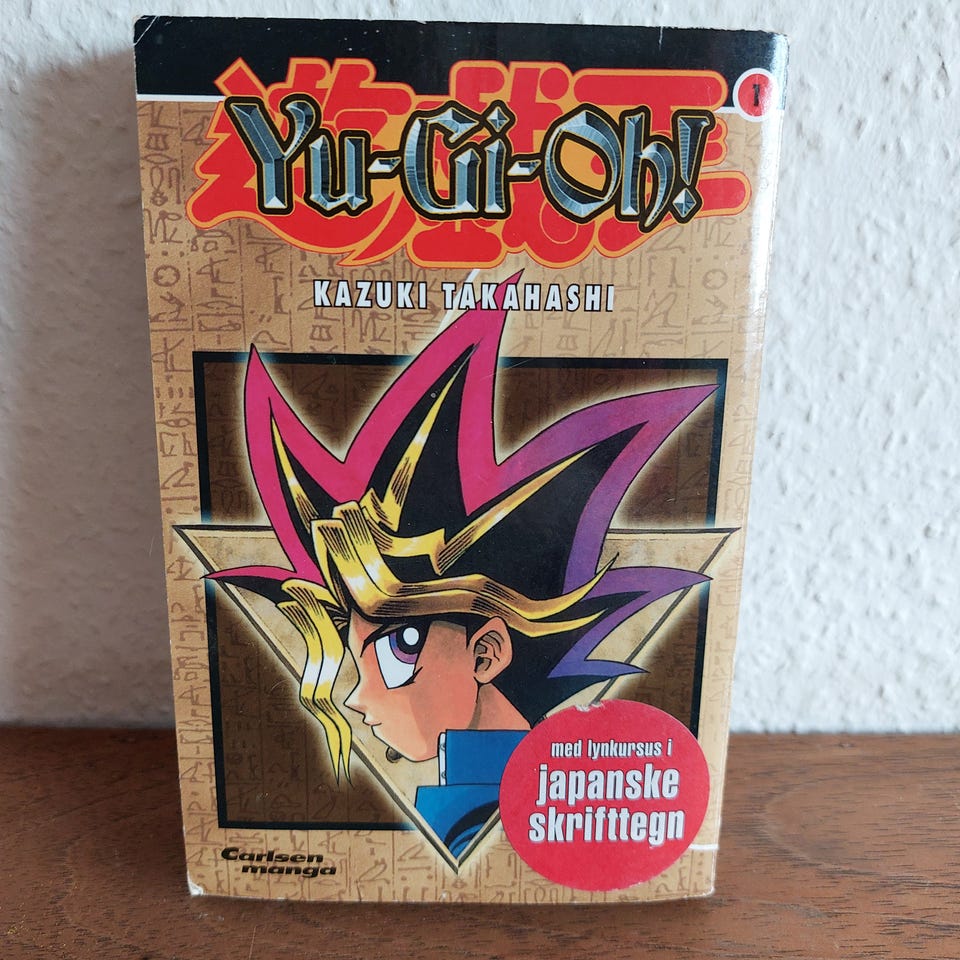 遊☆戯王
1
Yu-Gi-Oh!
KAZUKI TAKAHASHI
med lynkursus i
japanske
skrifttegn
Carlsen
manga